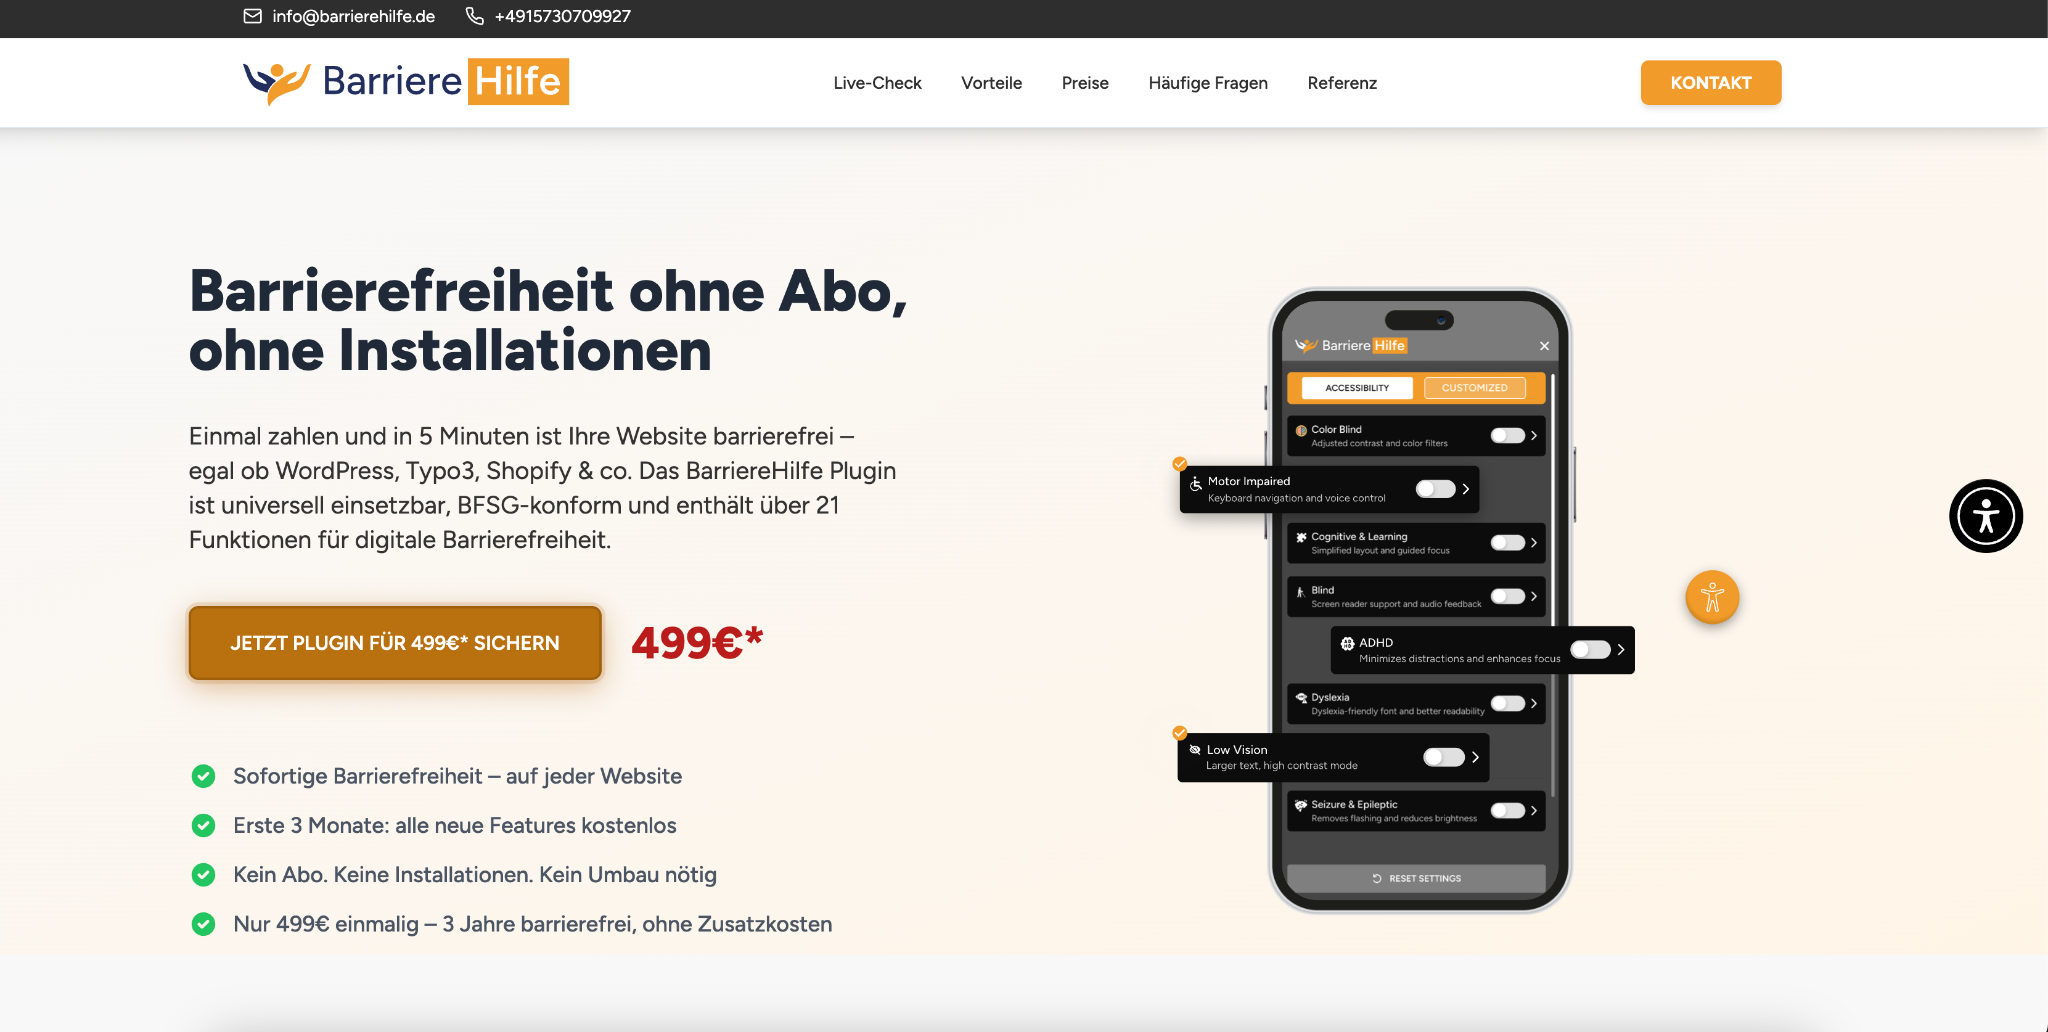 info@barrierehilfe.de +4915730709927
Barriere Hilfe
Live-Check Vorteile Preise Häufige Fragen Referenz
KONTAKT
Barrierefreiheit ohne Abo,
ohne Installationen
Einmal zahlen und in 5 Minuten ist Ihre Website barrierefrei –
egal ob WordPress, Typo3, Shopify & co. Das BarriereHilfe Plugin
ist universell einsetzbar, BFSG-konform und enthält über 21
Funktionen für digitale Barrierefreiheit.
JETZT PLUGIN FÜR 499€* SICHERN
499€*
Sofortige Barrierefreiheit – auf jeder Website
Erste 3 Monate: alle neue Features kostenlos
Kein Abo. Keine Installationen. Kein Umbau nötig
Nur 499€ einmalig – 3 Jahre barrierefrei, ohne Zusatzkosten
Barriere Hilfe
ACCESSIBILITY CUSTOMIZED
Color Blind
Adjusted contrast and color filters
Motor Impaired
Keyboard navigation and voice control
Cognitive & Learning
Simplified layout and guided focus
Blind
Screen reader support and audio feedback
ADHD
Minimizes distractions and enhances focus
Dyslexia
Dyslexia-friendly font and better readability
Low Vision
Larger text, high contrast mode
Seizure & Epileptic
Removes flashing and reduces brightness
RESET SETTINGS